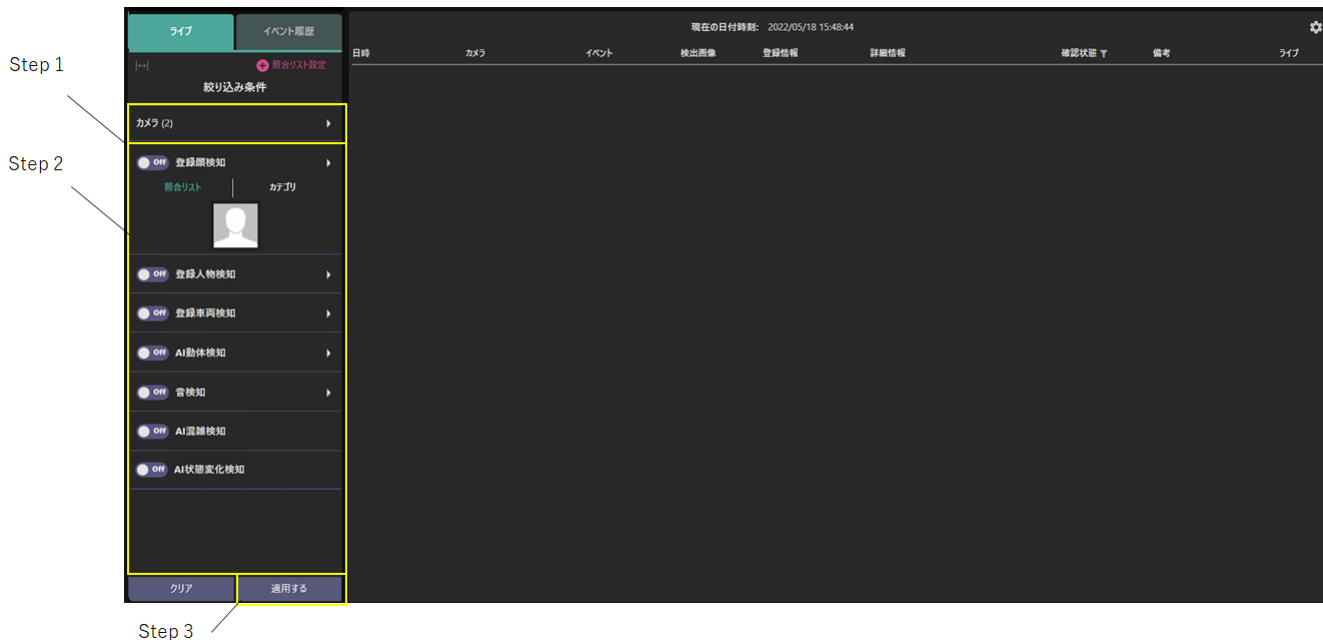 ライブ
イベント履歴
現在の日付時刻: 2022/05/18 15:48:44
日時 カメラ イベント 検出画像 登録情報 詳細情報 確認状態 備考 ライブ
Step 1
照合リスト設定
絞り込み条件
カメラ (2)
Step 2
Off 登録顔検知
照合リスト カテゴリ
Off 登録人物検知
Off 登録車両検知
Off AI動体検知
Off 音検知
Off AI混雑検知
Off AI状態変化検知
クリア 適用する
Step 3